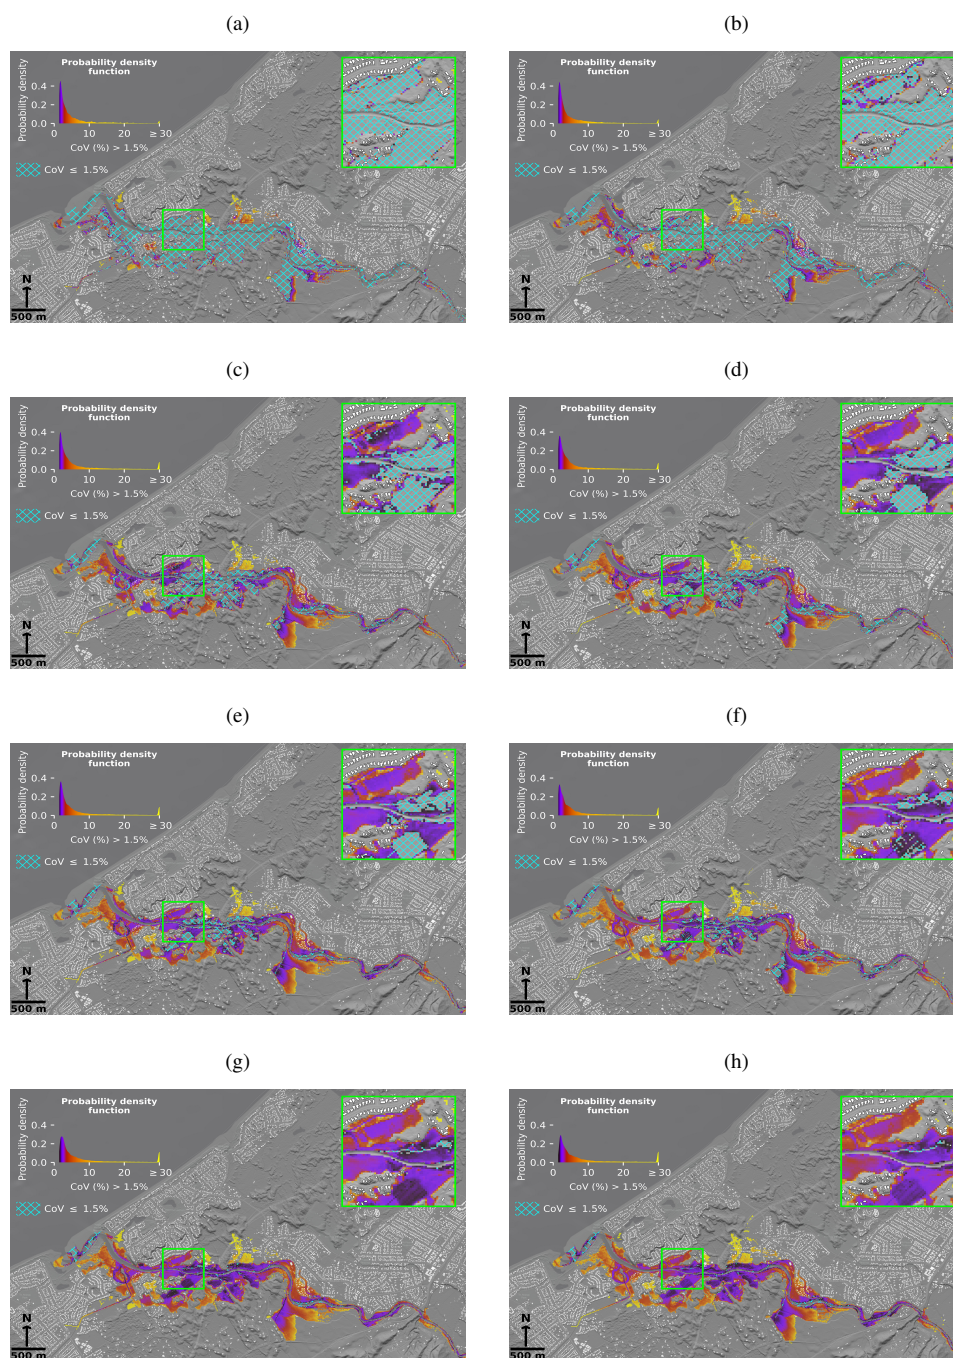 (a)
Probability density
function
Probability density
0.4
0.2
0.0
0 10 20 ≥ 30
CoV (%) > 1.5%
CoV ≤ 1.5%
N
500 m
(b)
Probability density
function
Probability density
0.4
0.2
0.0
0 10 20 ≥ 30
CoV (%) > 1.5%
CoV ≤ 1.5%
N
500 m
(c)
Probability density
function
Probability density
0.4
0.2
0.0
0 10 20 ≥ 30
CoV (%) > 1.5%
CoV ≤ 1.5%
N
500 m
(d)
Probability density
function
Probability density
0.4
0.2
0.0
0 10 20 ≥ 30
CoV (%) > 1.5%
CoV ≤ 1.5%
N
500 m
(e)
Probability density
function
Probability density
0.4
0.2
0.0
0 10 20 ≥ 30
CoV (%) > 1.5%
CoV ≤ 1.5%
N
500 m
(f)
Probability density
function
Probability density
0.4
0.2
0.0
0 10 20 ≥ 30
CoV (%) > 1.5%
CoV ≤ 1.5%
N
500 m
(g)
Probability density
function
Probability density
0.4
0.2
0.0
0 10 20 ≥ 30
CoV (%) > 1.5%
CoV ≤ 1.5%
N
500 m
(h)
Probability density
function
Probability density
0.4
0.2
0.0
0 10 20 ≥ 30
CoV (%) > 1.5%
CoV ≤ 1.5%
N
500 m